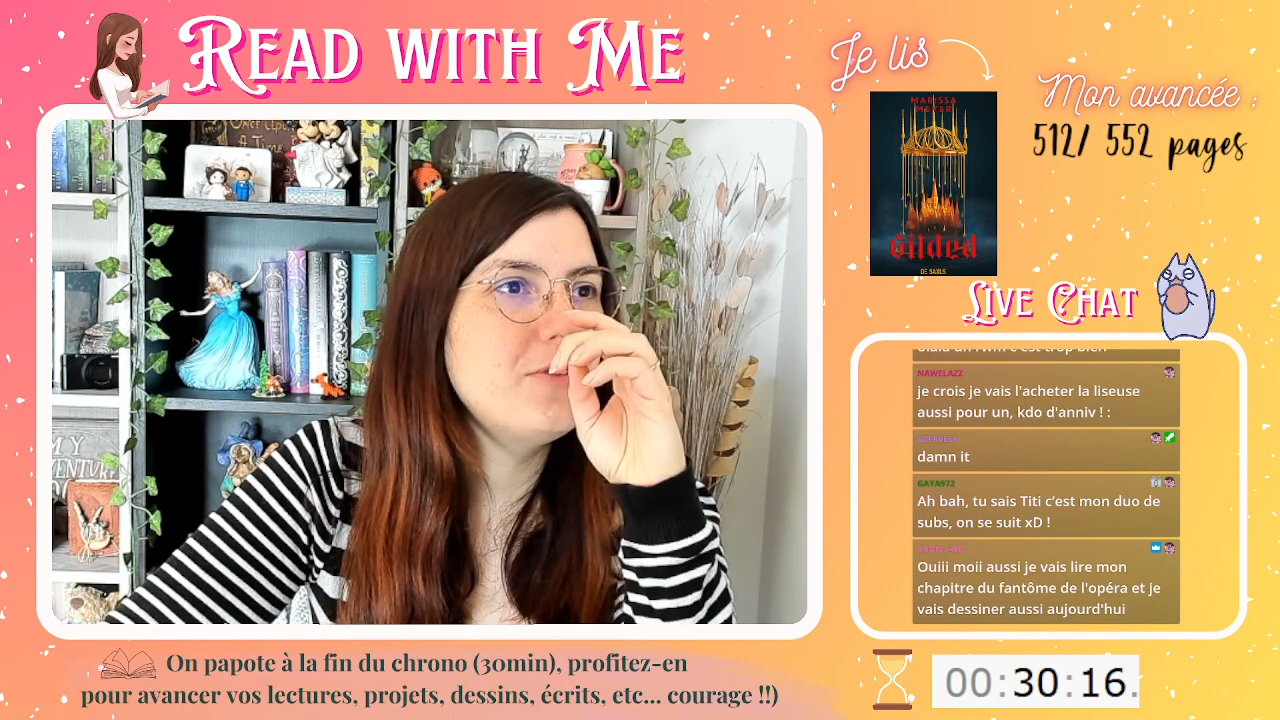 READ WITH ME
Je lis
MARISSA
MEYER
Gilded
DE SAXUS
Mon avancée :
512/ 552 pages
LIVE CHAT
NAWELAZZ
je crois je vais l'acheter la liseuse
aussi pour un, kdo d'anniv ! :
damn it
GAYA972
Ah bah, tu sais Titi c'est mon duo de
subs, on se suit xD !
Ouiii moii aussi je vais lire mon
chapitre du fantôme de l'opéra et je
vais dessiner aussi aujourd'hui
On papote à la fin du chrono (30min), profitez-en
pour avancer vos lectures, projets, dessins, écrits, etc... courage !!)
00:30:16.